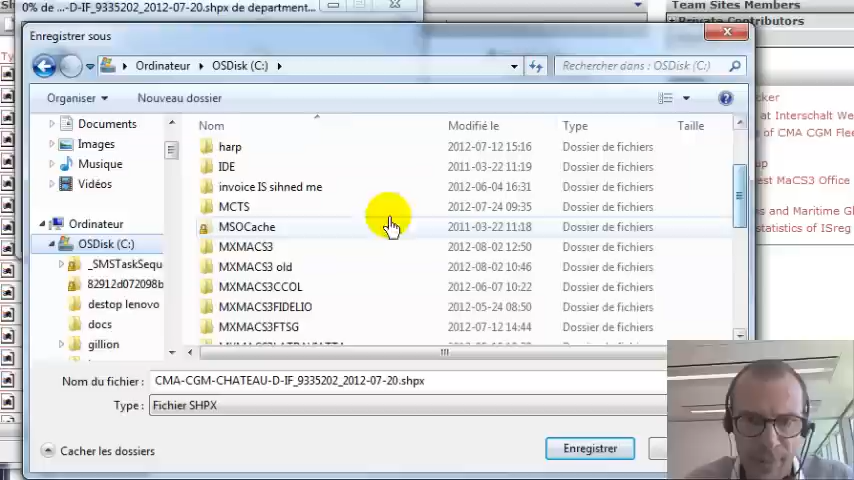 0% de ...-D-IF_9335202_2012-07-20.shpx de department...
Team Sites Members
Private Contributors
Enregistrer sous
Ordinateur
OSDisk (C:)
Rechercher dans : OSDisk (C:)
Organiser
Nouveau dossier
Nom
Modifié le
Type
Taille
Documents
Images
Musique
Vidéos
Ordinateur
OSDisk (C:)
_SMSTaskSequ
82912d072098b
destop lenovo
docs
gillion
harp 2012-07-12 15:16 Dossier de fichiers
IDE 2011-03-22 11:19 Dossier de fichiers
invoice IS sihned me 2012-06-04 16:31 Dossier de fichiers
MCTS 2012-07-24 09:35 Dossier de fichiers
MSOCache 2011-03-22 11:18 Dossier de fichiers
MXMACS3 2012-08-02 12:50 Dossier de fichiers
MXMACS3 old 2012-08-02 10:46 Dossier de fichiers
MXMACS3CCOL 2012-06-07 10:22 Dossier de fichiers
MXMACS3FIDELIO 2012-05-24 08:50 Dossier de fichiers
MXMACS3FTSG 2012-07-12 14:44 Dossier de fichiers
cker
at Interschalt We
of CMA CGM Flee
up
est MaCS3 Office
ns and Maritime Gl
statistics of ISreg
Nom du fichier :
CMA-CGM-CHATEAU-D-IF_9335202_2012-07-20.shpx
Type :
Fichier SHPX
Cacher les dossiers
Enregistrer